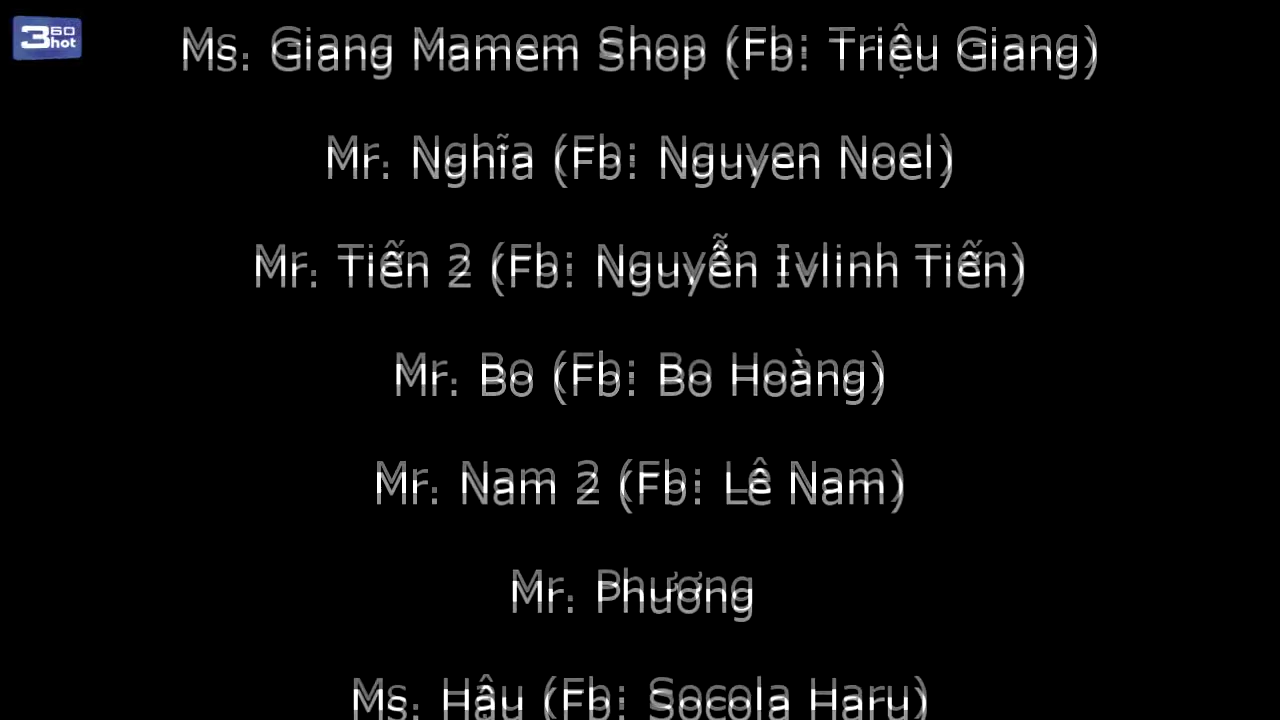 360
hot
Ms. Giang Mamem Shop (Fb: Triệu Giang)
Mr. Nghĩa (Fb: Nguyen Noel)
Mr. Tiến 2 (Fb: Nguyễn Ivlinh Tiến)
Mr. Bo (Fb: Bo Hoàng)
Mr. Nam 2 (Fb: Lê Nam)
Mr. Phương
Ms. Hậu (Fb: Socola Haru)